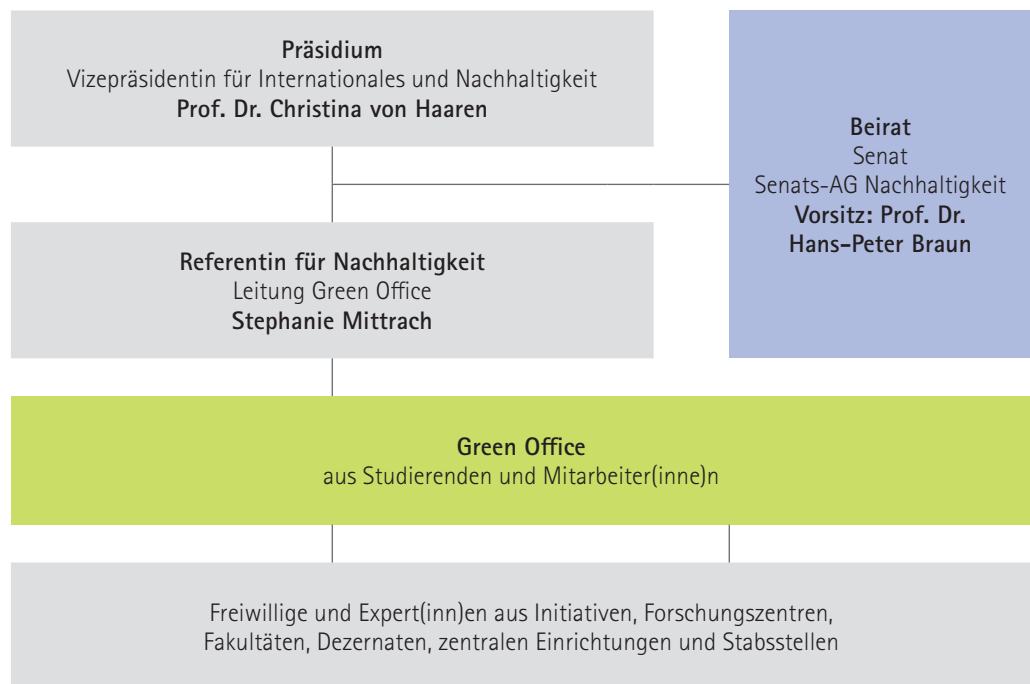 Präsidium
Vizepräsidentin für Internationales und Nachhaltigkeit
Prof. Dr. Christina von Haaren
Beirat
Senat
Senats-AG Nachhaltigkeit
Vorsitz: Prof. Dr.
Hans-Peter Braun
Referentin für Nachhaltigkeit
Leitung Green Office
Stephanie Mittrach
Green Office
aus Studierenden und Mitarbeiter(inne)n
Freiwillige und Expert(inn)en aus Initiativen, Forschungszentren,
Fakultäten, Dezernaten, zentralen Einrichtungen und Stabsstellen